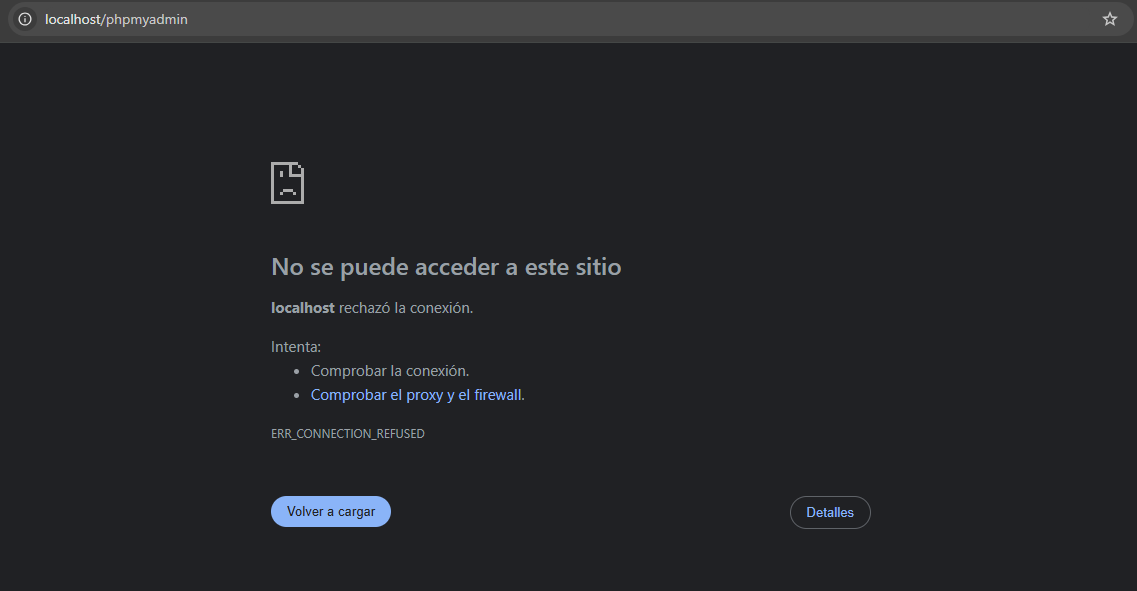 localhost/phpmyadmin
No se puede acceder a este sitio
localhost rechazó la conexión.
Intenta:
• Comprobar la conexión.
• Comprobar el proxy y el firewall.
ERR_CONNECTION_REFUSED
Volver a cargar
Detalles